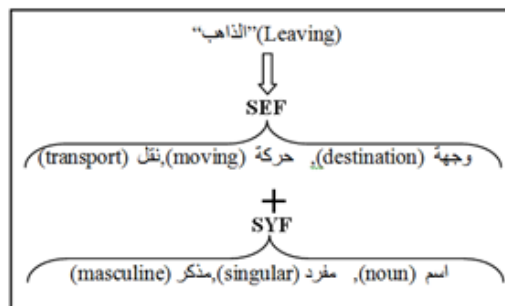 “الذاهب”(Leaving)
SEF
وجهة (destination), حركة (moving),نقل (transport)
+
SYF
اسم (noun), مفرد (singular),مذكر (masculine)